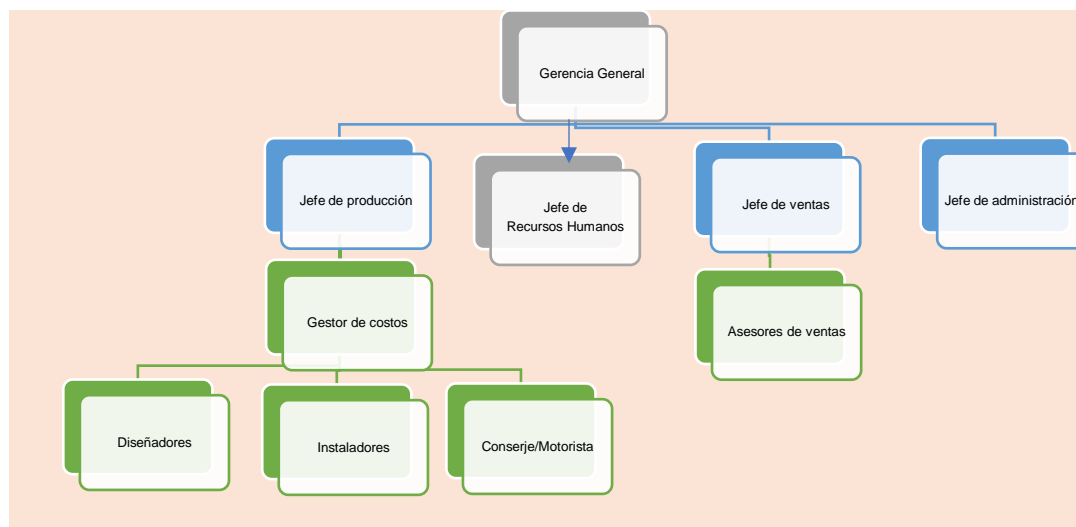 Gerencia General
Jefe de producción
Jefe de
Recursos Humanos
Jefe de ventas
Jefe de administración
Gestor de costos
Asesores de ventas
Diseñadores
Instaladores
Conserje/Motorista